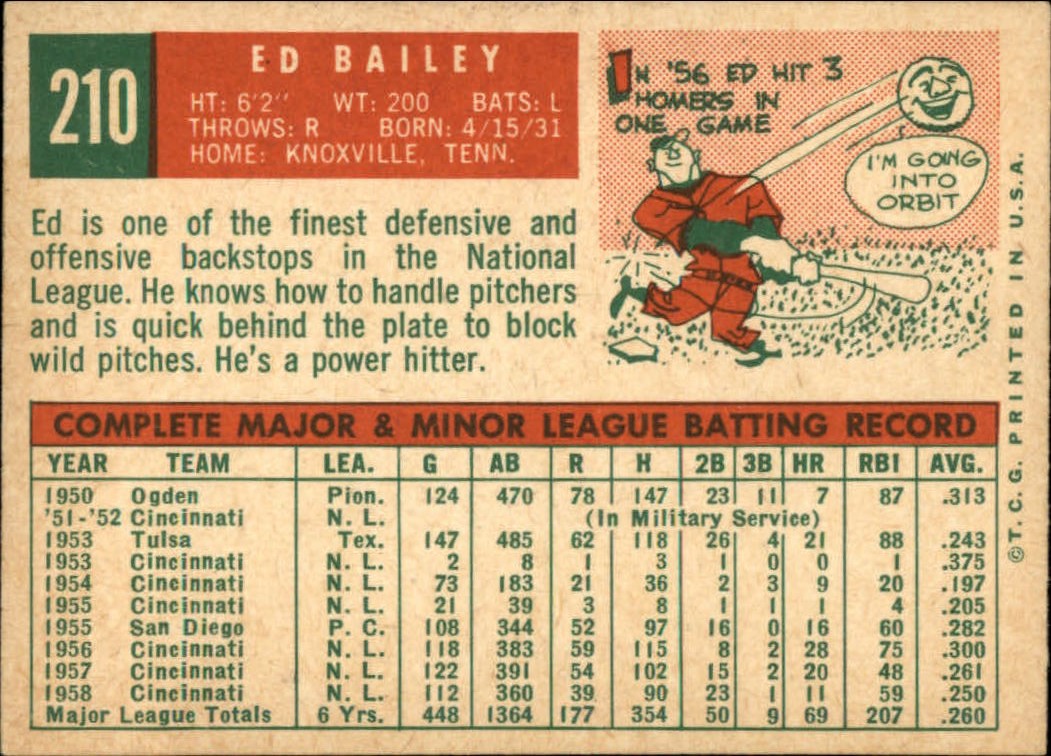 210
ED BAILEY
HT: 6'2" WT: 200 BATS: L
THROWS: R BORN: 4/15/31
HOME: KNOXVILLE, TENN.
IN '56 ED HIT 3
HOMERS IN
ONE GAME
I'M GOING
INTO
ORBIT
Ed is one of the finest defensive and
offensive backstops in the National
League. He knows how to handle pitchers
and is quick behind the plate to block
wild pitches. He's a power hitter.
COMPLETE MAJOR & MINOR LEAGUE BATTING RECORD
YEAR TEAM LEA. G AB R H 2B 3B HR RBI AVG.
1950 Ogden Pion. 124 470 78 147 23 11 7 87 .313
'51-'52 Cincinnati N. L. (In Military Service)
1953 Tulsa Tex. 147 485 62 118 26 4 21 88 .243
1953 Cincinnati N. L. 2 8 1 3 1 0 0 1 .375
1954 Cincinnati N. L. 73 183 21 36 2 3 9 20 .197
1955 Cincinnati N. L. 21 39 3 8 1 1 1 4 .205
1955 San Diego P. C. 108 344 52 97 16 0 16 60 .282
1956 Cincinnati N. L. 118 383 59 115 8 2 28 75 .300
1957 Cincinnati N. L. 122 391 54 102 15 2 20 48 .261
1958 Cincinnati N. L. 112 360 39 90 23 1 11 59 .250
Major League Totals 6 Yrs. 448 1364 177 354 50 9 69 207 .260
©T. C. G. PRINTED IN U.S.A.